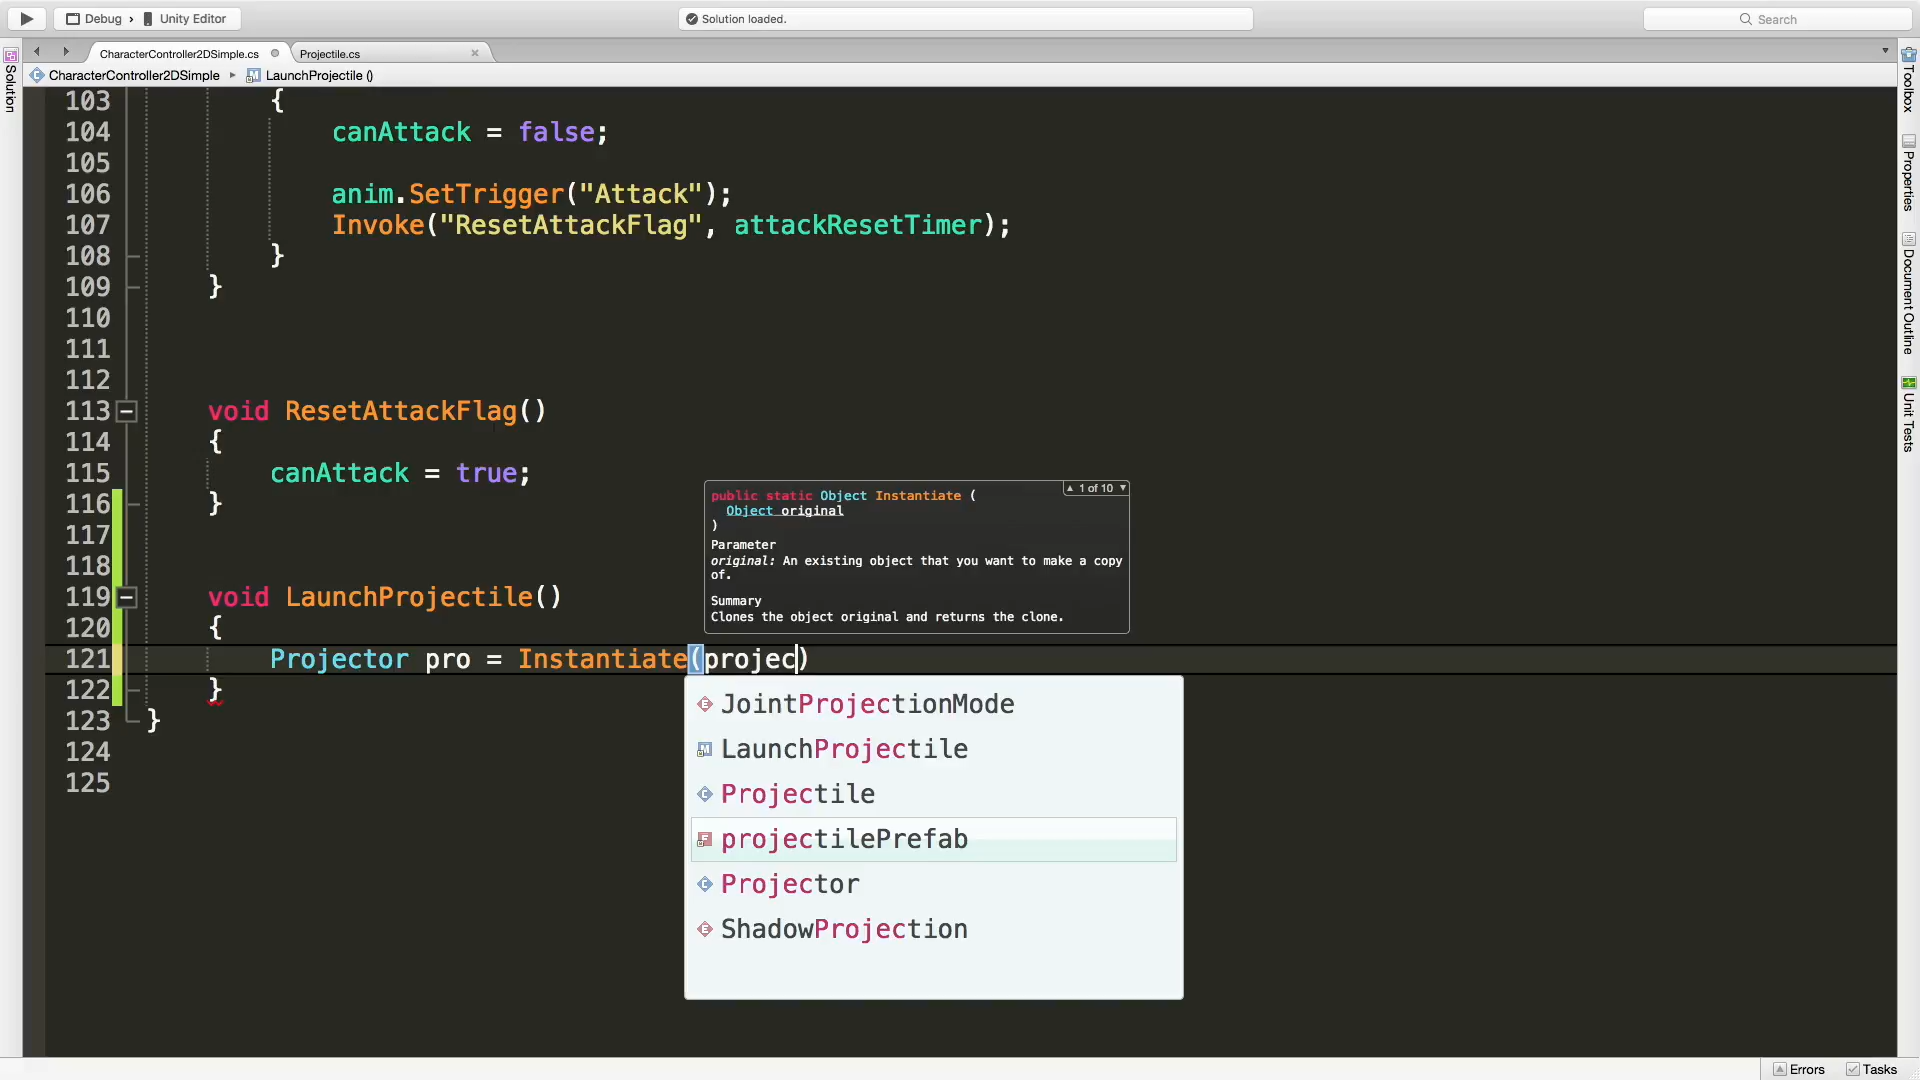 Debug › Unity Editor
Solution loaded.
Search
CharacterController2DSimple.cs
Projectile.cs
CharacterController2DSimple ▸ LaunchProjectile ()
Solution
Toolbox
Properties
Document Outline
Unit Tests
103 {
104 canAttack = false;
105
106 anim.SetTrigger("Attack");
107 Invoke("ResetAttackFlag", attackResetTimer);
108 }
109 }
110
111
112
113 void ResetAttackFlag()
114 {
115 canAttack = true;
116 }
117
118
119 void LaunchProjectile()
120 {
121 Projector pro = Instantiate(projec)
122 }
123 }
124
125
public static Object Instantiate (
1 of 10
Object original
)
Parameter
original: An existing object that you want to make a copy
of.
Summary
Clones the object original and returns the clone.
JointProjectionMode
LaunchProjectile
Projectile
projectilePrefab
Projector
ShadowProjection
Errors
Tasks